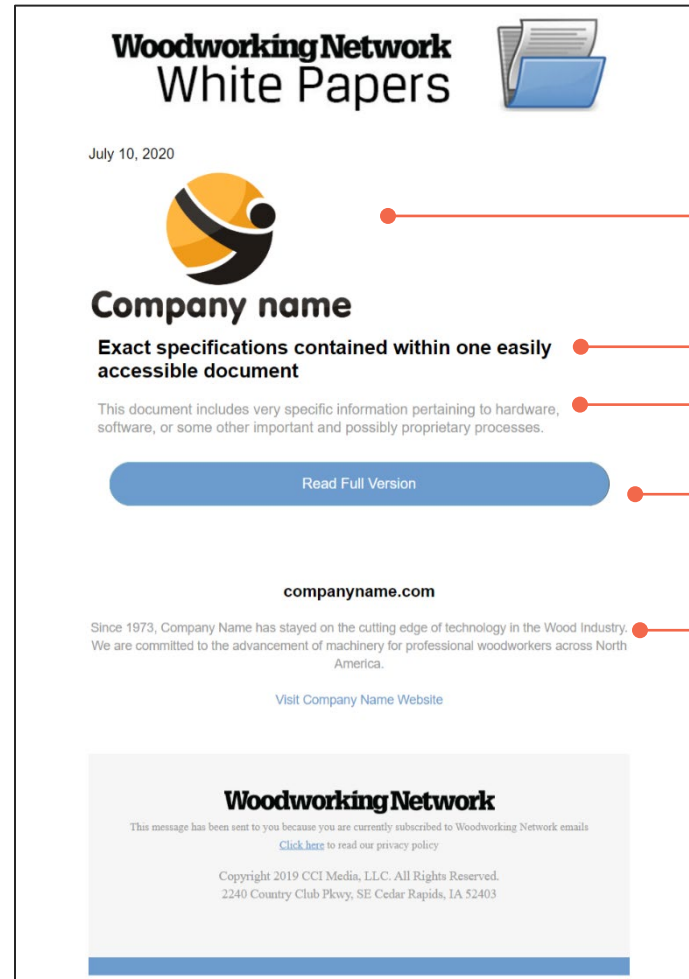 Woodworking Network
White Papers
July 10, 2020
Company name
Exact specifications contained within one easily
accessible document
This document includes very specific information pertaining to hardware,
software, or some other important and possibly proprietary processes.
Read Full Version
companyname.com
Since 1973, Company Name has stayed on the cutting edge of technology in the Wood Industry.
We are committed to the advancement of machinery for professional woodworkers across North
America.
Visit Company Name Website
Woodworking Network
This message has been sent to you because you are currently subscribed to Woodworking Network emails
Click here to read our privacy policy
Copyright 2019 CCI Media, LLC. All Rights Reserved.
2240 Country Club Pkwy, SE Cedar Rapids, IA 52403